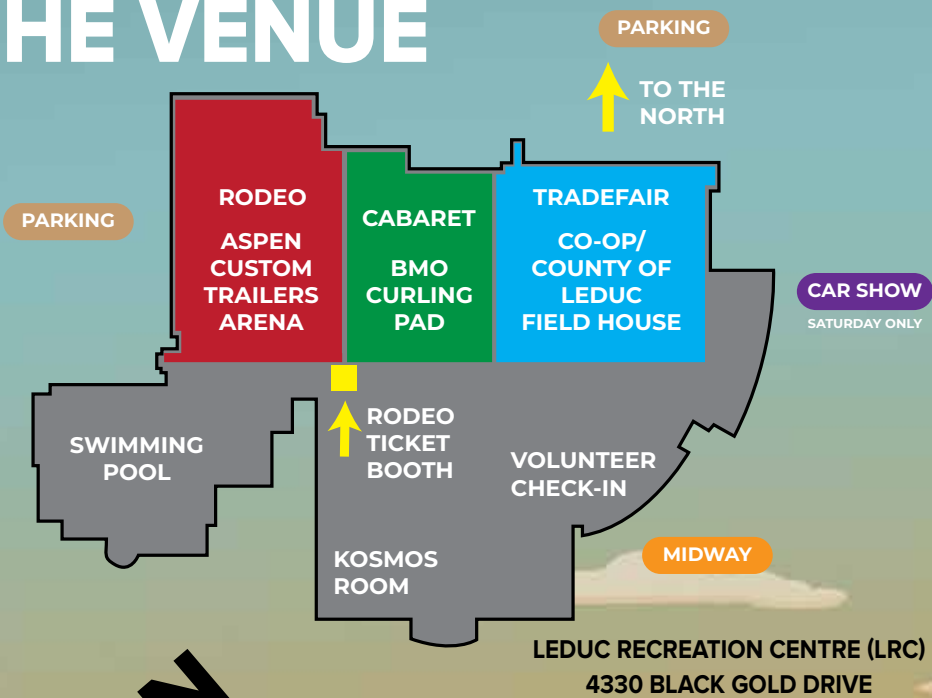 HE VENUE
PARKING
TO THE
NORTH
PARKING
RODEO
ASPEN
CUSTOM
TRAILERS
ARENA
CABARET
BMO
CURLING
PAD
TRADEFAIR
CO-OP/
COUNTY OF
LEDUC
FIELD HOUSE
CAR SHOW
SATURDAY ONLY
SWIMMING
POOL
RODEO
TICKET
BOOTH
VOLUNTEER
CHECK-IN
KOSMOS
ROOM
MIDWAY
LEDUC RECREATION CENTRE (LRC)
4330 BLACK GOLD DRIVE